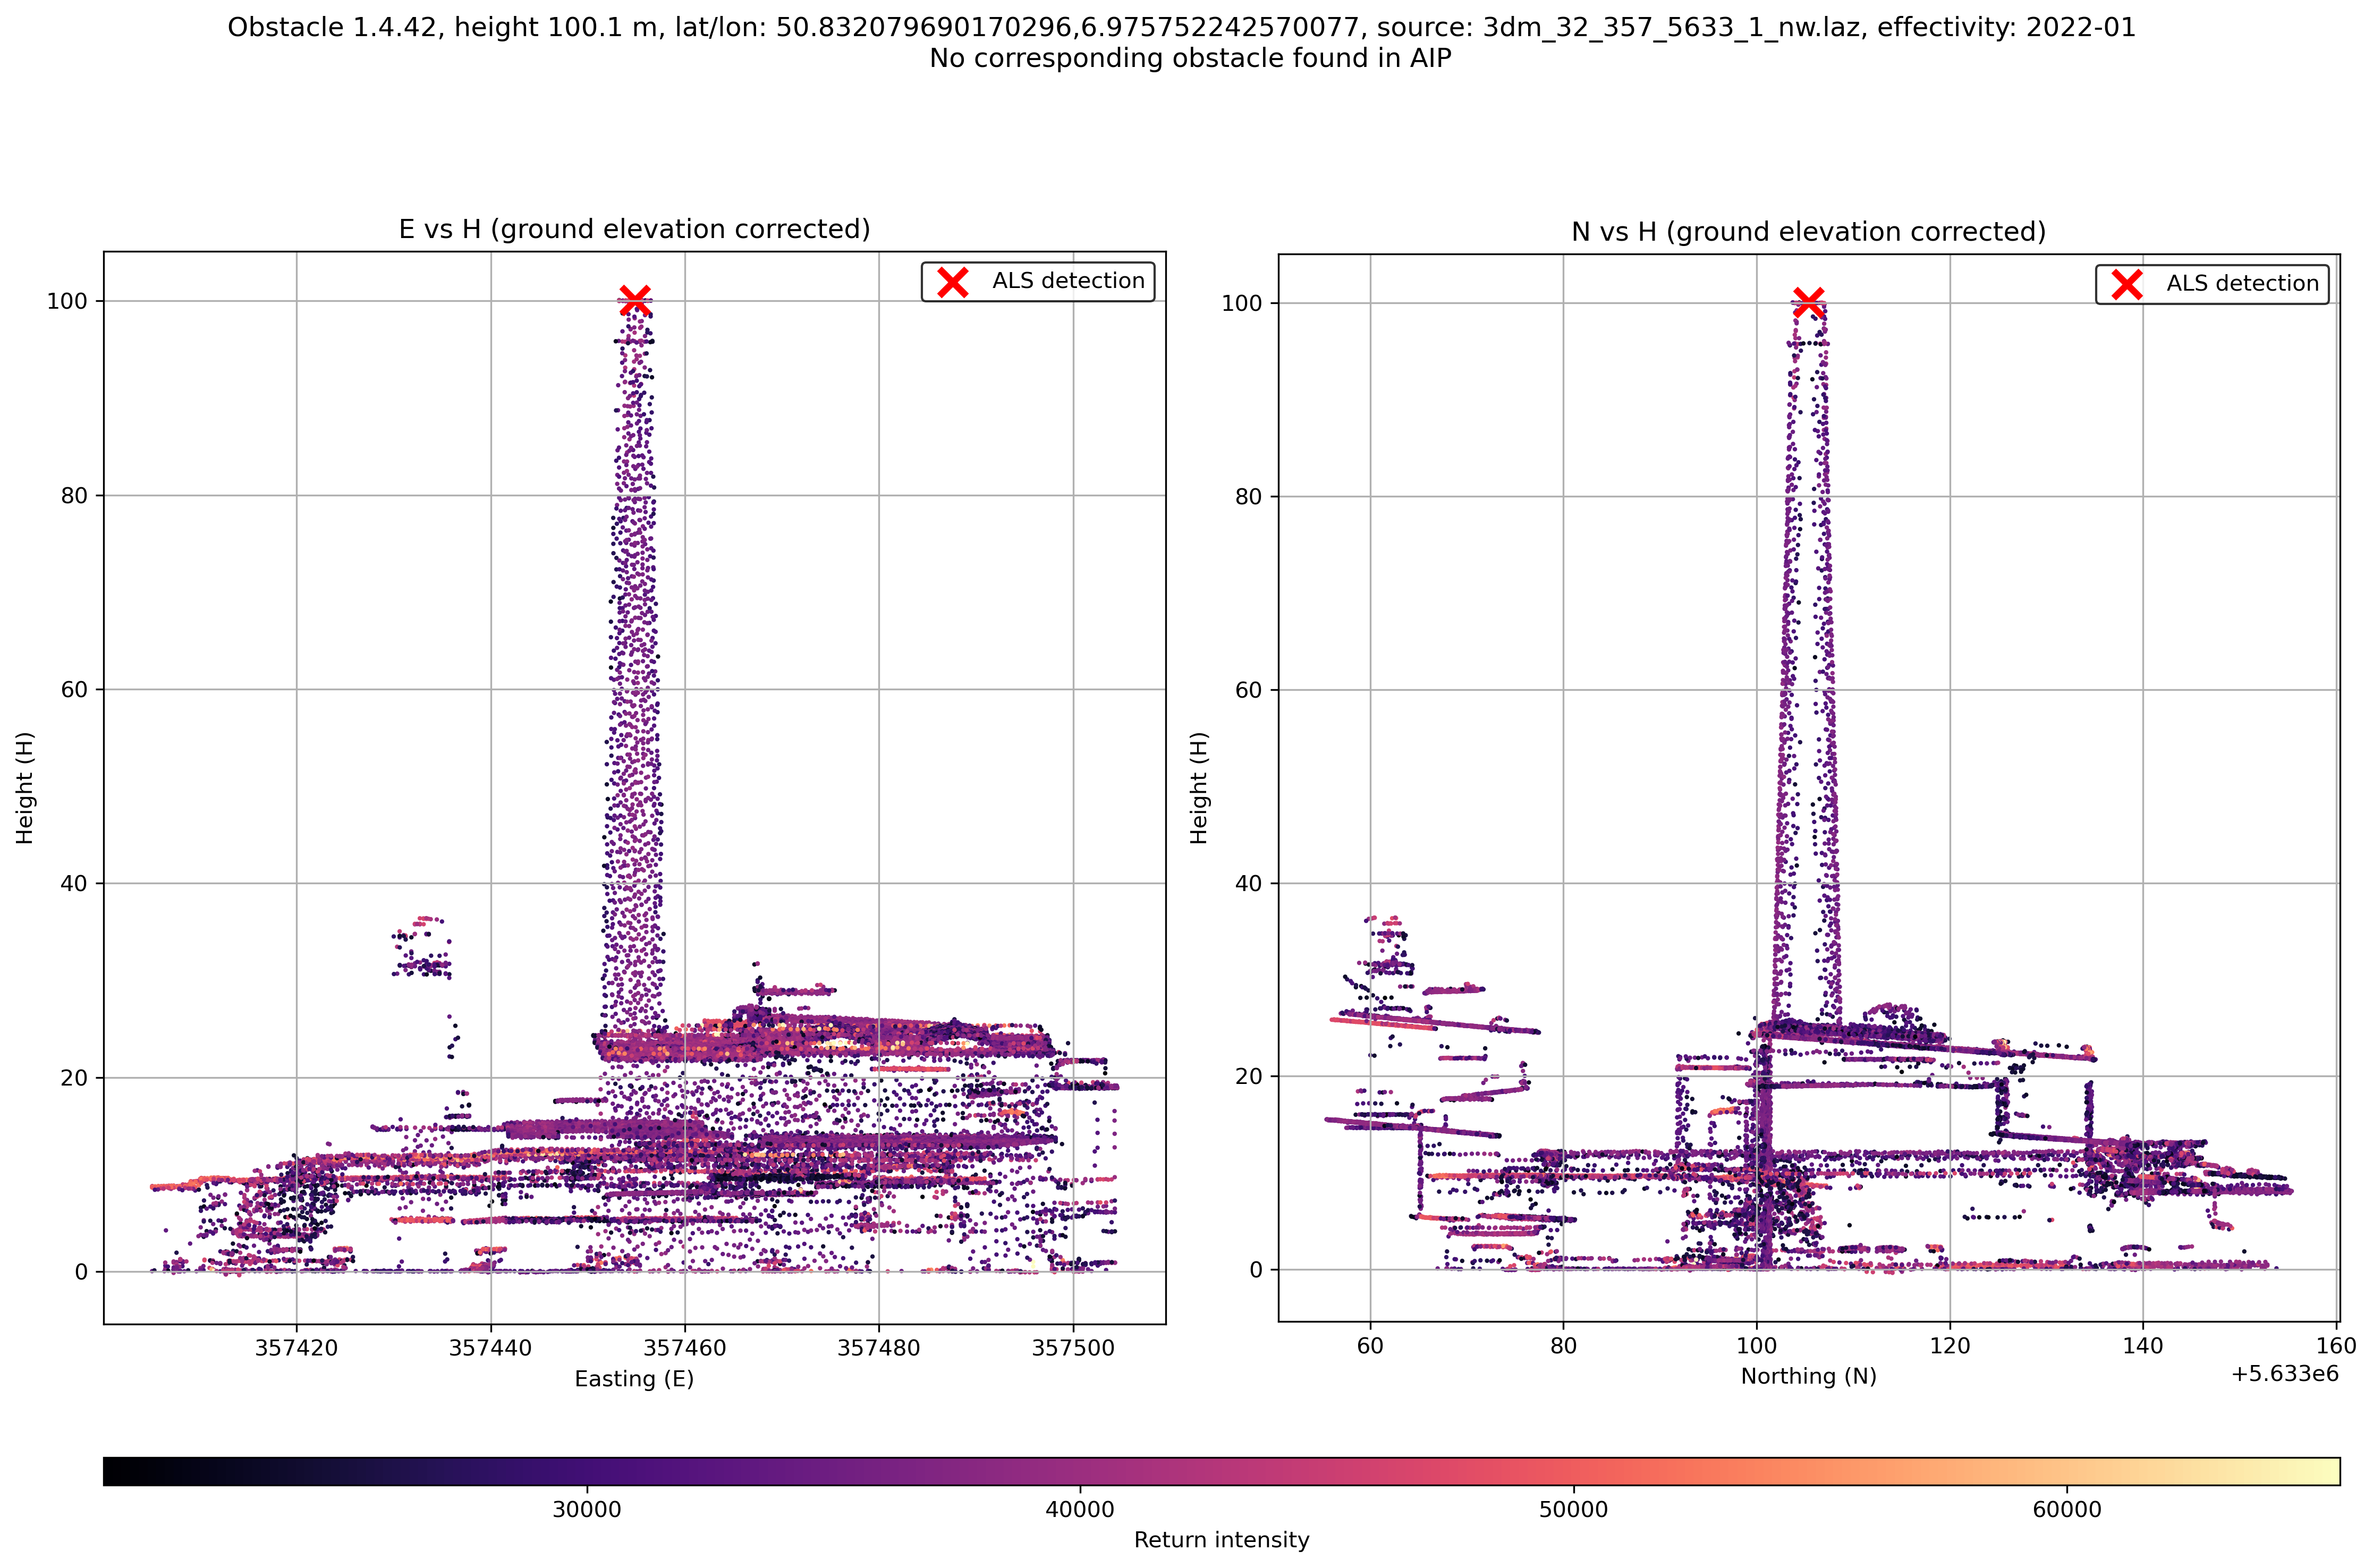 Obstacle 1.4.42, height 100.1 m, lat/lon: 50.832079690170296,6.975752242570077, source: 3dm_32_357_5633_1_nw.laz, effectivity: 2022-01
No corresponding obstacle found in AIP
E vs H (ground elevation corrected)
ALS detection
100
80
60
40
20
0
Height (H)
357420
357440
357460
357480
357500
Easting (E)
N vs H (ground elevation corrected)
ALS detection
100
80
60
40
20
0
Height (H)
60
80
100
120
140
160
+5.633e6
Northing (N)
30000
40000
50000
60000
Return intensity